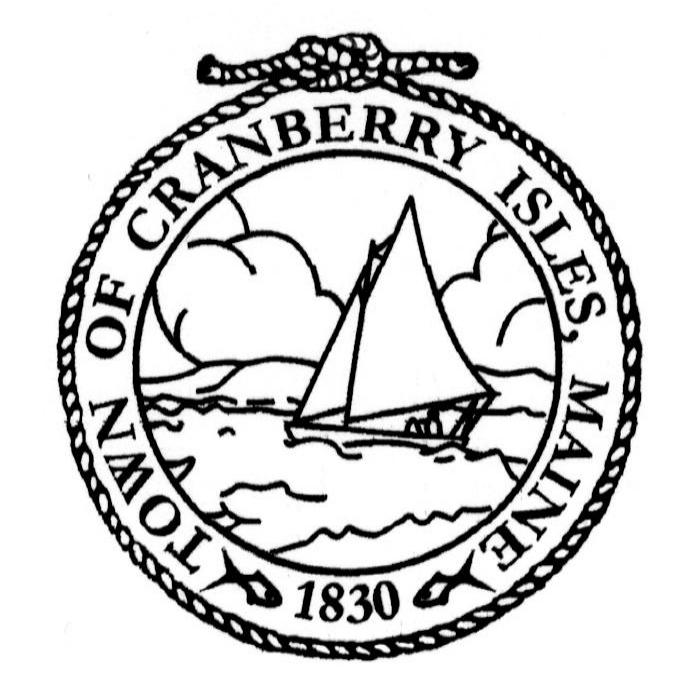 TOWN OF CRANBERRY ISLES, MAINE
1830